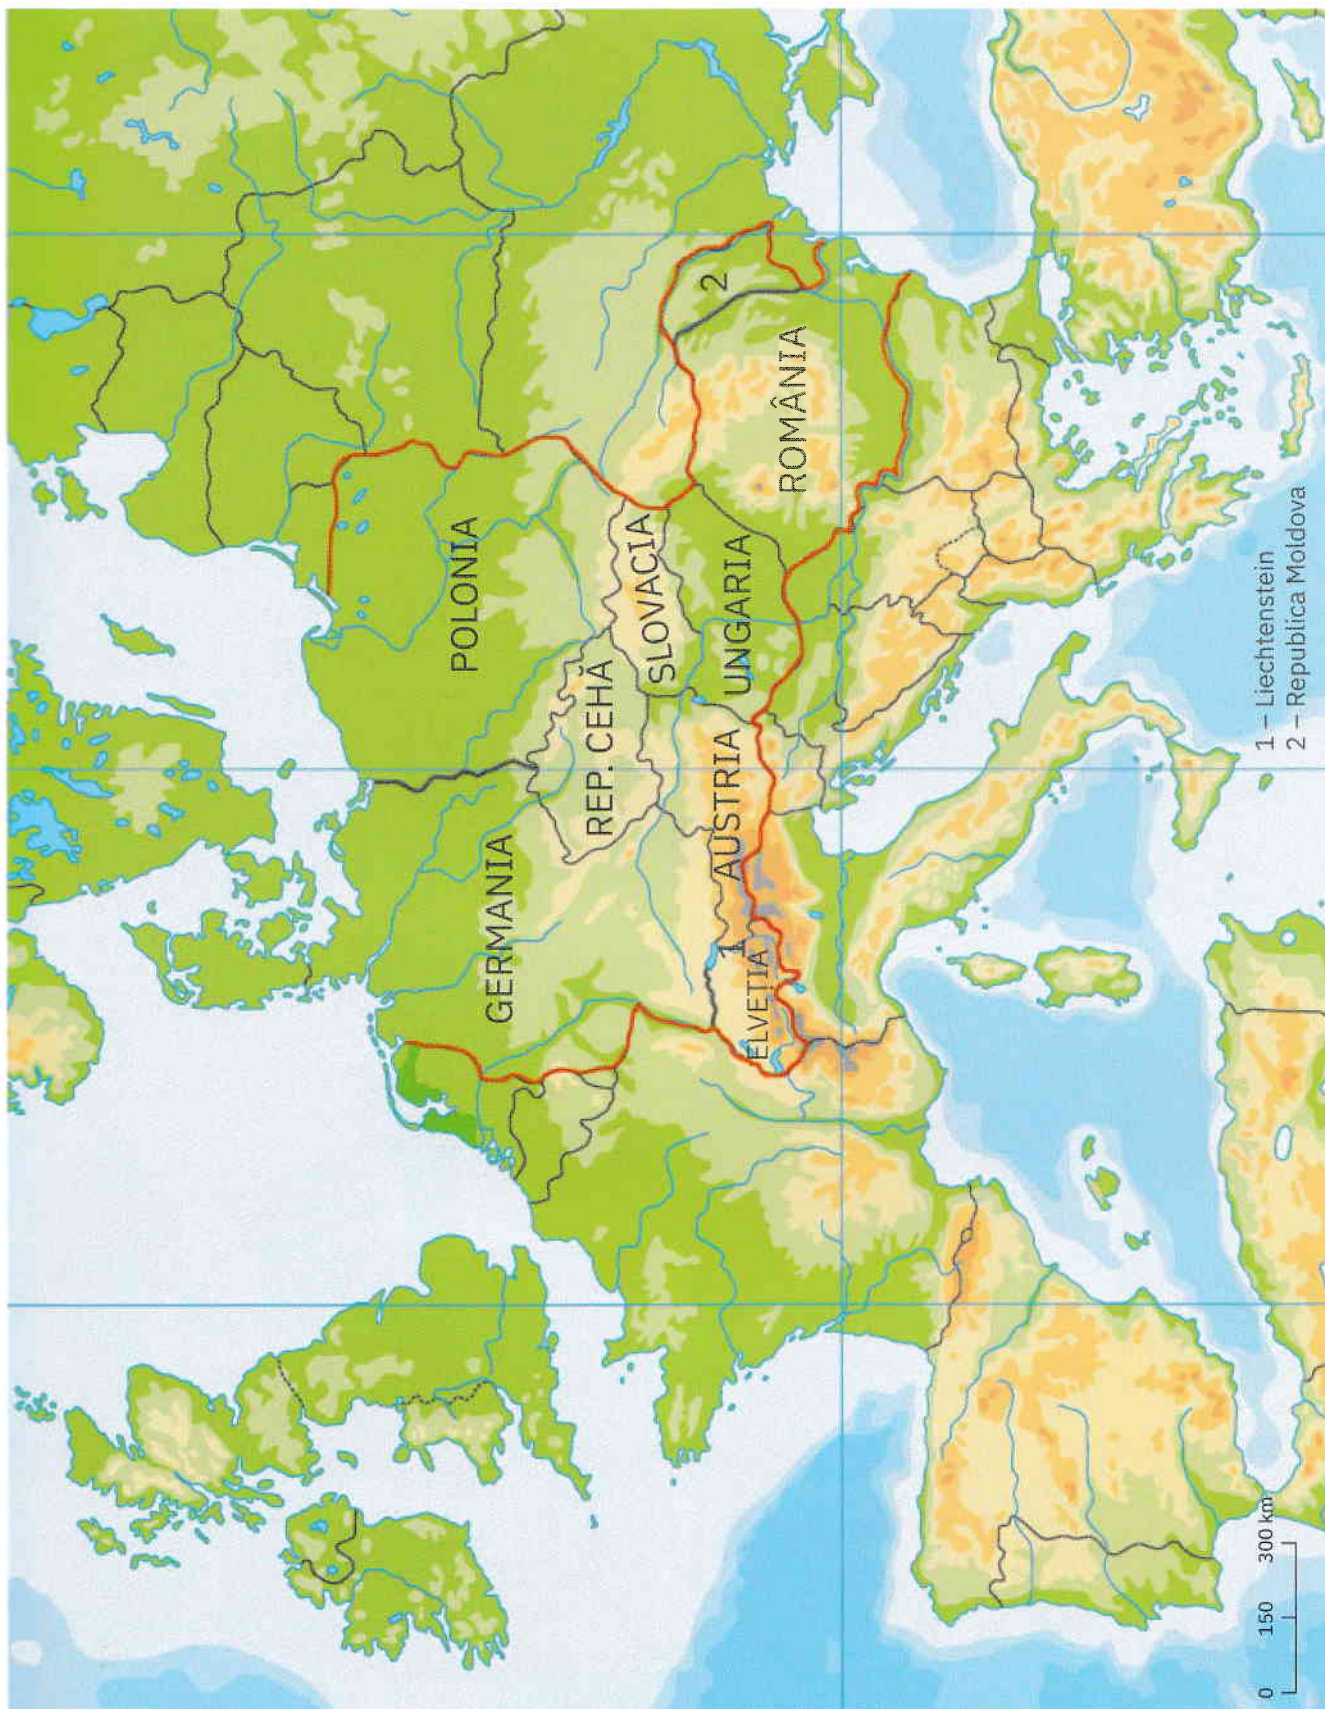 POLONIA
GERMANIA
REP. CEHĂ
SLOVACIA
UNGARIA
AUSTRIA
1
ELVEȚIA
ROMÂNIA
2
0 150 300 km
1 – Liechtenstein
2 – Republica Moldova